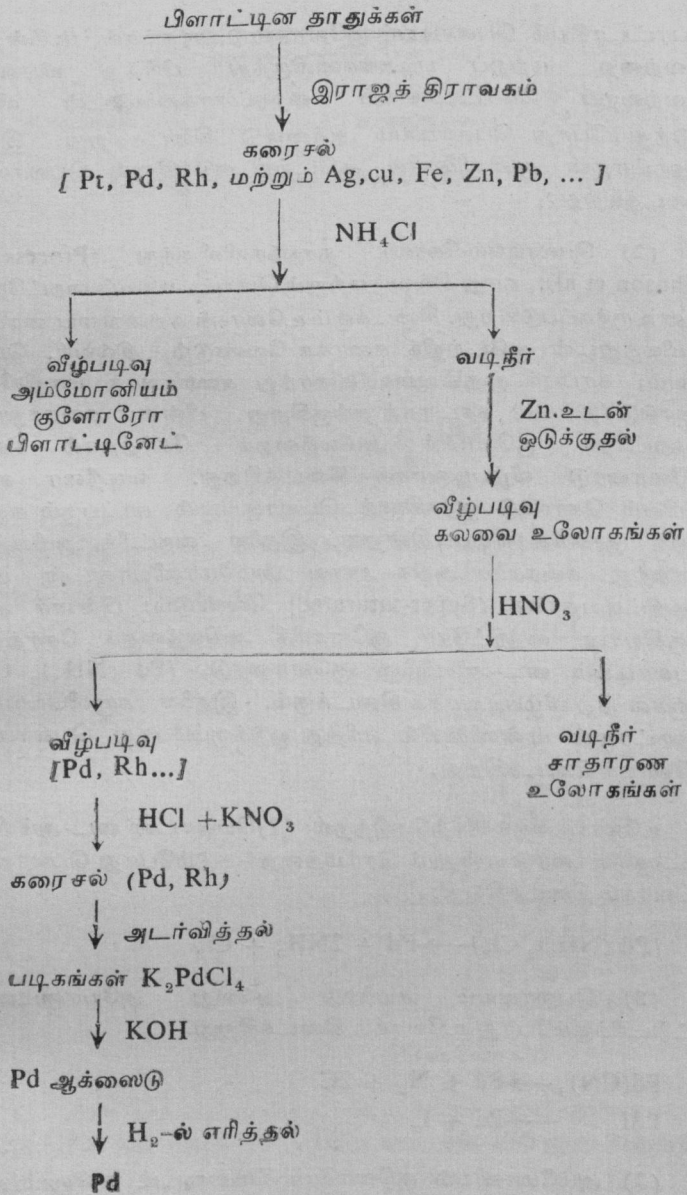 பிளாட்டின தாதுக்கள்
இராஜத் திராவகம்
கரைசல்
[ Pt, Pd, Rh, மற்றும் Ag,cu, Fe, Zn, Pb, ... ]
NH₄Cl
வீழ்படிவு
அம்மோனியம்
குளோரோ
பிளாட்டினேட்
வடிநீர்
Zn.உடன்
ஒடுக்குதல்
வீழ்படிவு
கலவை உலோகங்கள்
HNO₃
வீழ்படிவு
[Pd, Rh...]
வடிநீர்
சாதாரண
உலோகங்கள்
HCl +KNO₃
கரைசல் (Pd, Rh)
அடர்வித்தல்
படிகங்கள் K₂PdCl₄
KOH
Pd ஆக்ஸைடு
H₂-ல் எரித்தல்
Pd